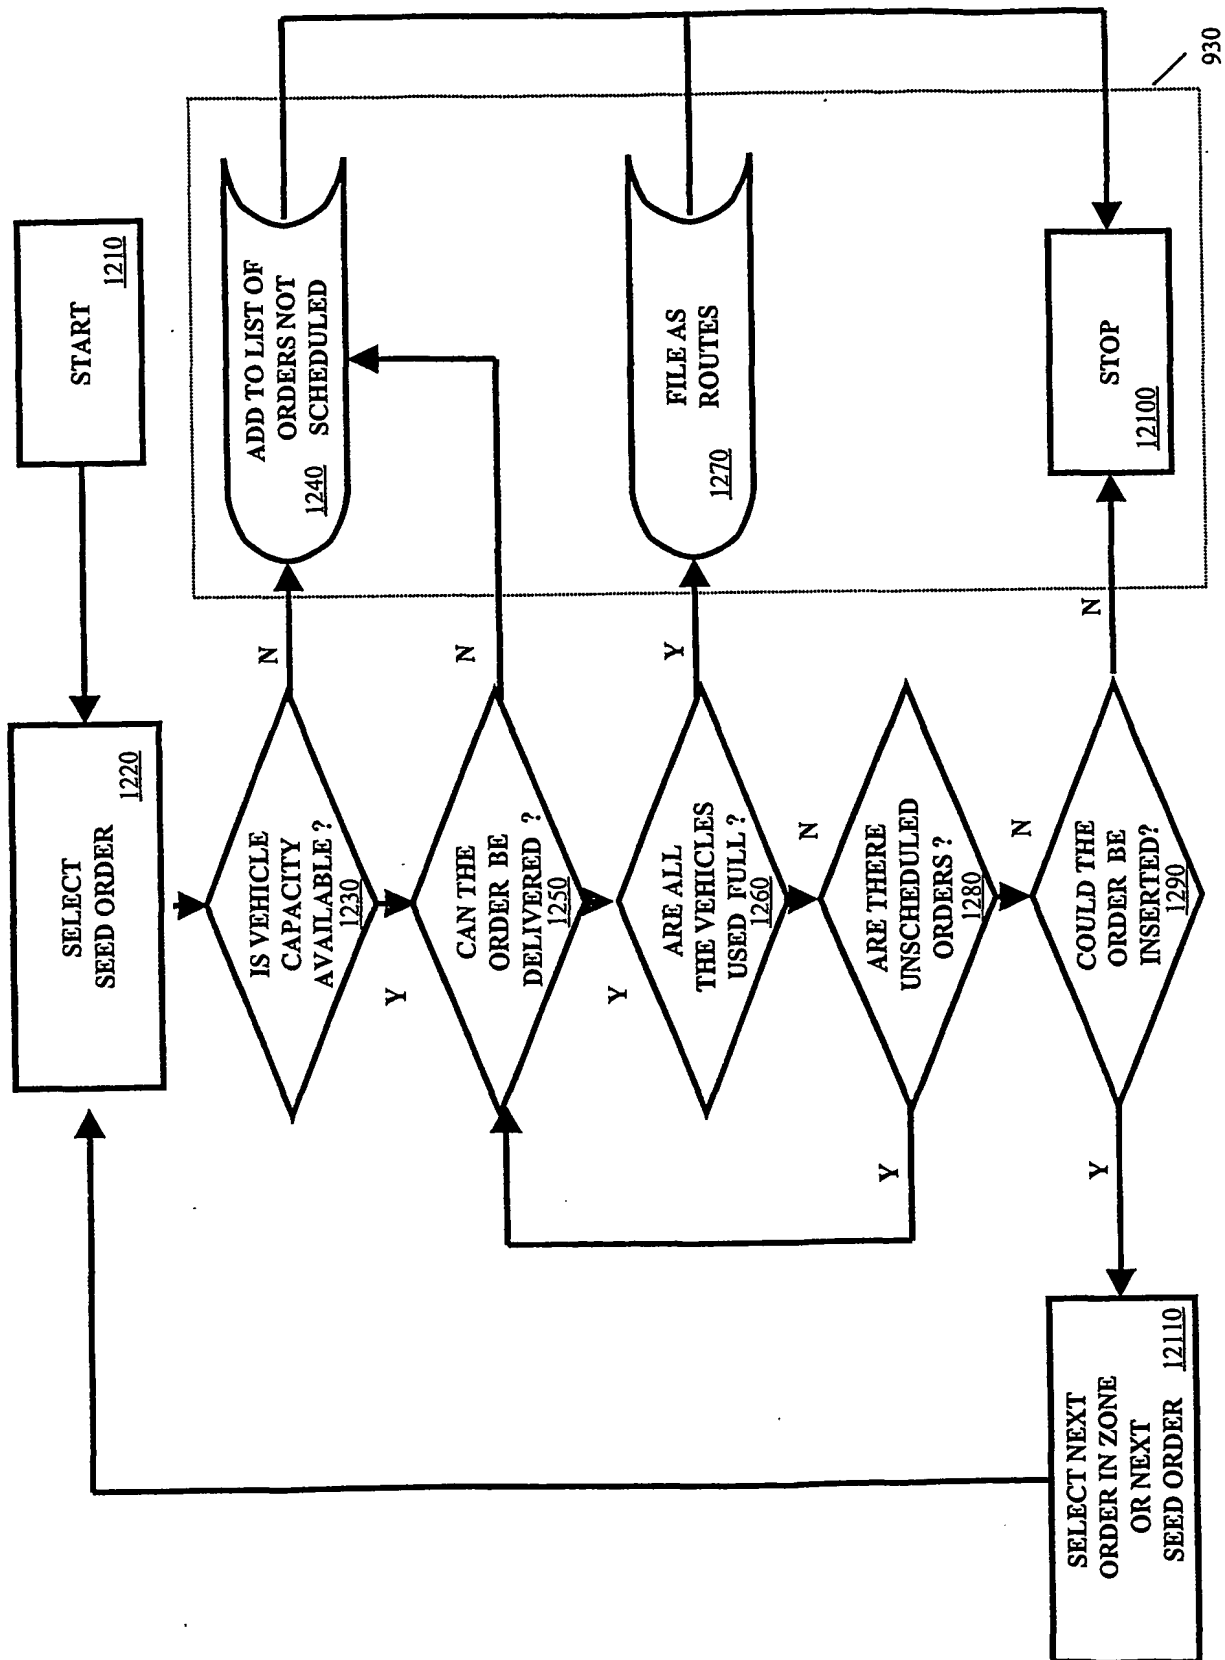 START
1210
SELECT
SEED ORDER
1220
IS VEHICLE
CAPACITY
AVAILABLE ?
1230
N
Y
ADD TO LIST OF
ORDERS NOT
SCHEDULED
1240
CAN THE
ORDER BE
DELIVERED ?
1250
N
Y
ARE ALL
THE VEHICLES
USED FULL ?
1260
Y
N
FILE AS
ROUTES
1270
ARE THERE
UNSCHEDULED
ORDERS ?
1280
Y
N
COULD THE
ORDER BE
INSERTED?
1290
N
Y
STOP
12100
SELECT NEXT
ORDER IN ZONE
OR NEXT
SEED ORDER
12110
930